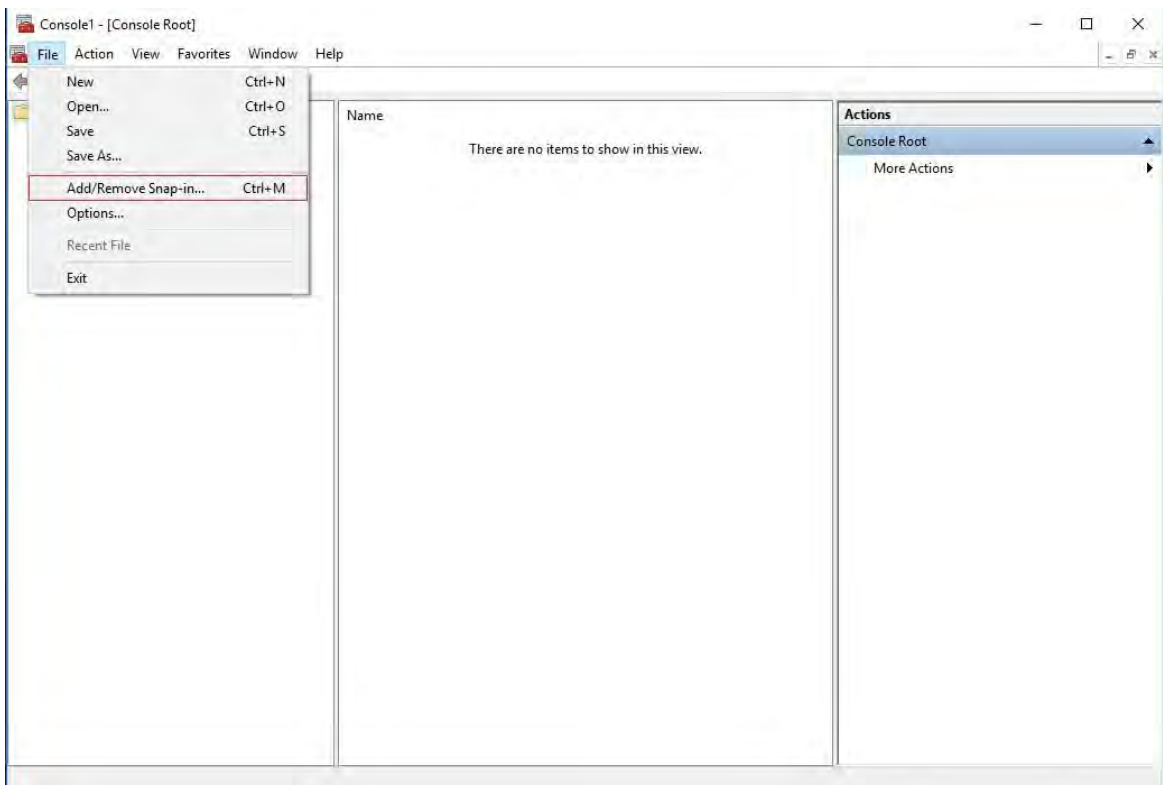 Console1 - [Console Root]
File Action View Favorites Window Help
New Ctrl+N
Open... Ctrl+O
Save Ctrl+S
Save As...
Add/Remove Snap-in... Ctrl+M
Options...
Recent File
Exit
Name
There are no items to show in this view.
Actions
Console Root
More Actions